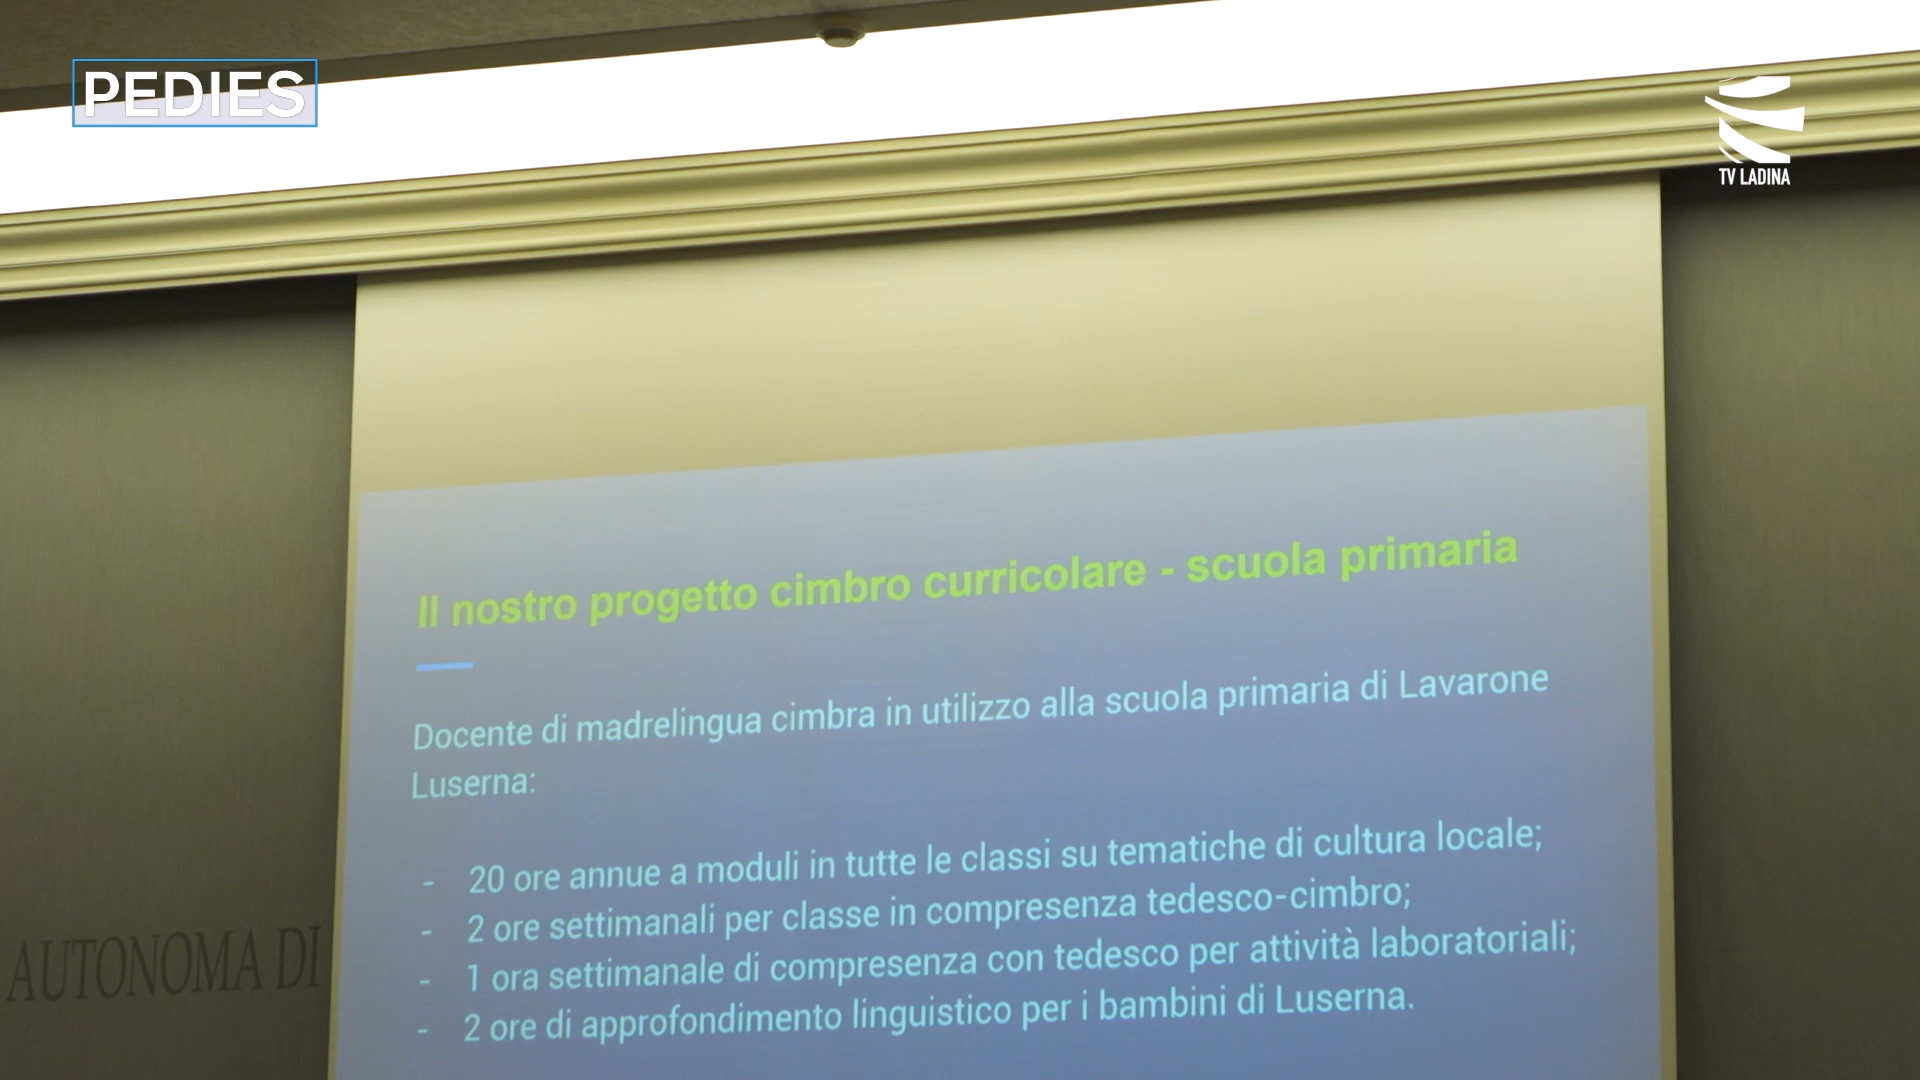 PEDIES
TV LADINA
Il nostro progetto cimbro curricolare - scuola primaria
Docente di madrelingua cimbra in utilizzo alla scuola primaria di Lavarone
Luserna:
- 20 ore annue a moduli in tutte le classi su tematiche di cultura locale;
- 2 ore settimanali per classe in compresenza tedesco-cimbro;
- 1 ora settimanale di compresenza con tedesco per attività laboratoriali;
- 2 ore di approfondimento linguistico per i bambini di Luserna.
AUTONOMA DI